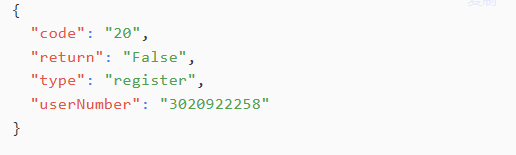 {
"code": "20",
"return": "False",
"type": "register",
"userNumber": "3020922258"
}